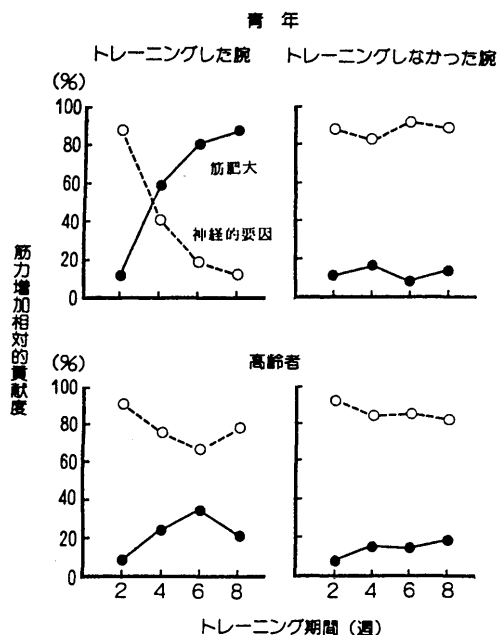 青 年
トレーニングした腕
トレーニングしなかった腕
(%)
100
80
60
40
20
0
筋肥大
神経的要因
筋力増加相対的貢献度
高齢者
(%)
100
80
60
40
20
0
2 4 6 8
2 4 6 8
トレーニング期間（週）